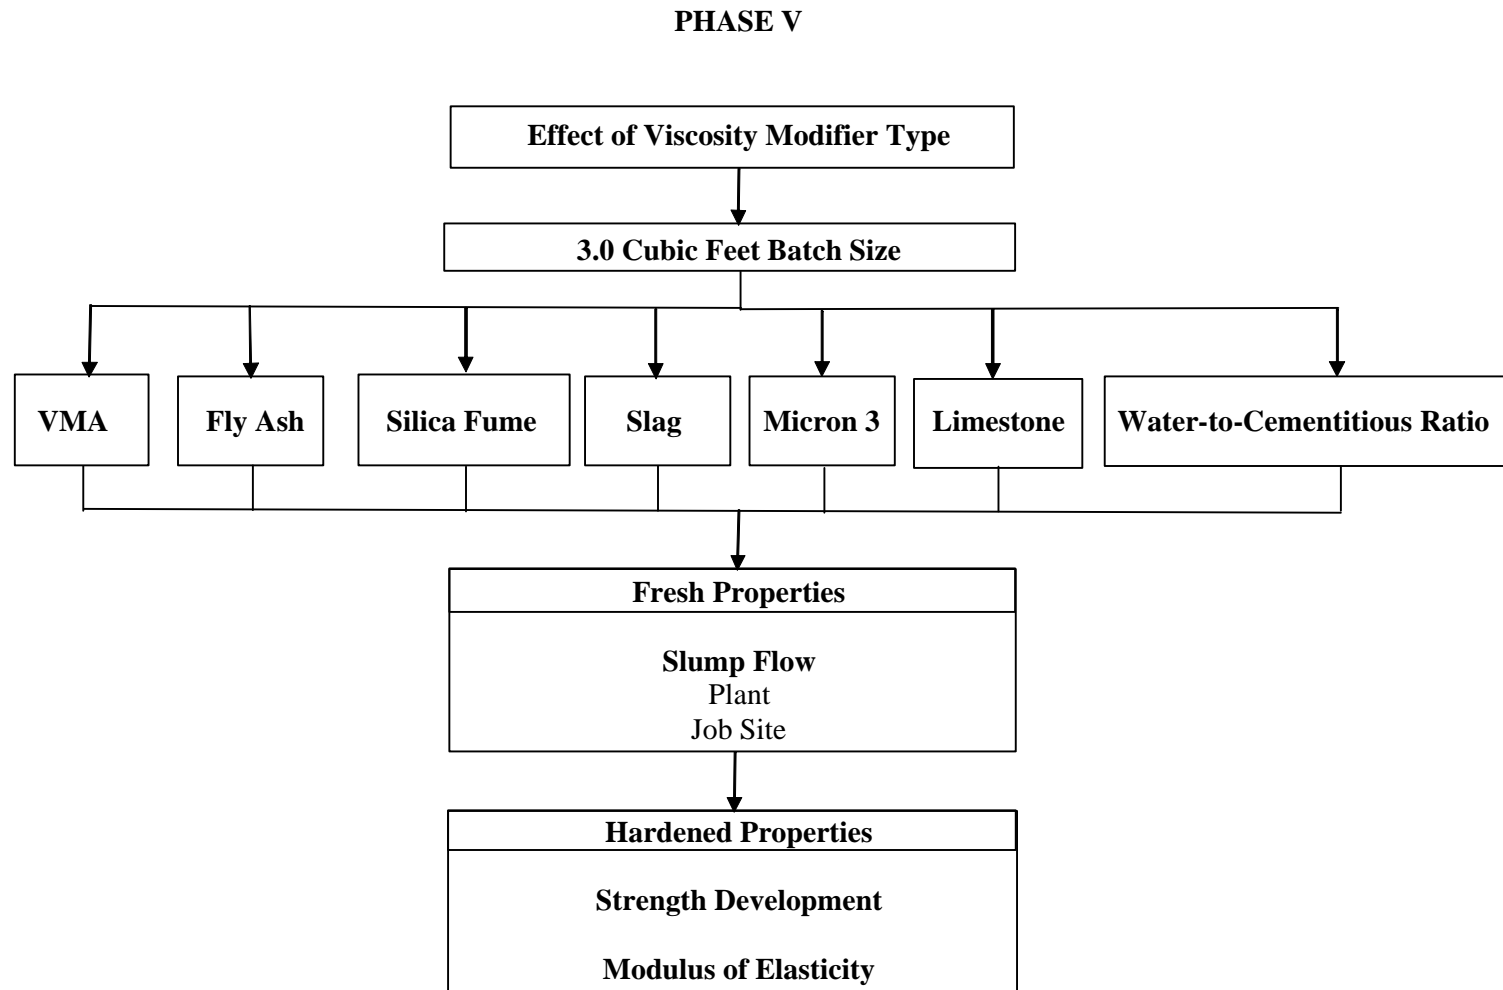 PHASE V
Effect of Viscosity Modifier Type
3.0 Cubic Feet Batch Size
VMA
Fly Ash
Silica Fume
Slag
Micron 3
Limestone
Water-to-Cementitious Ratio
Fresh Properties
Slump Flow
Plant
Job Site
Hardened Properties
Strength Development
Modulus of Elasticity